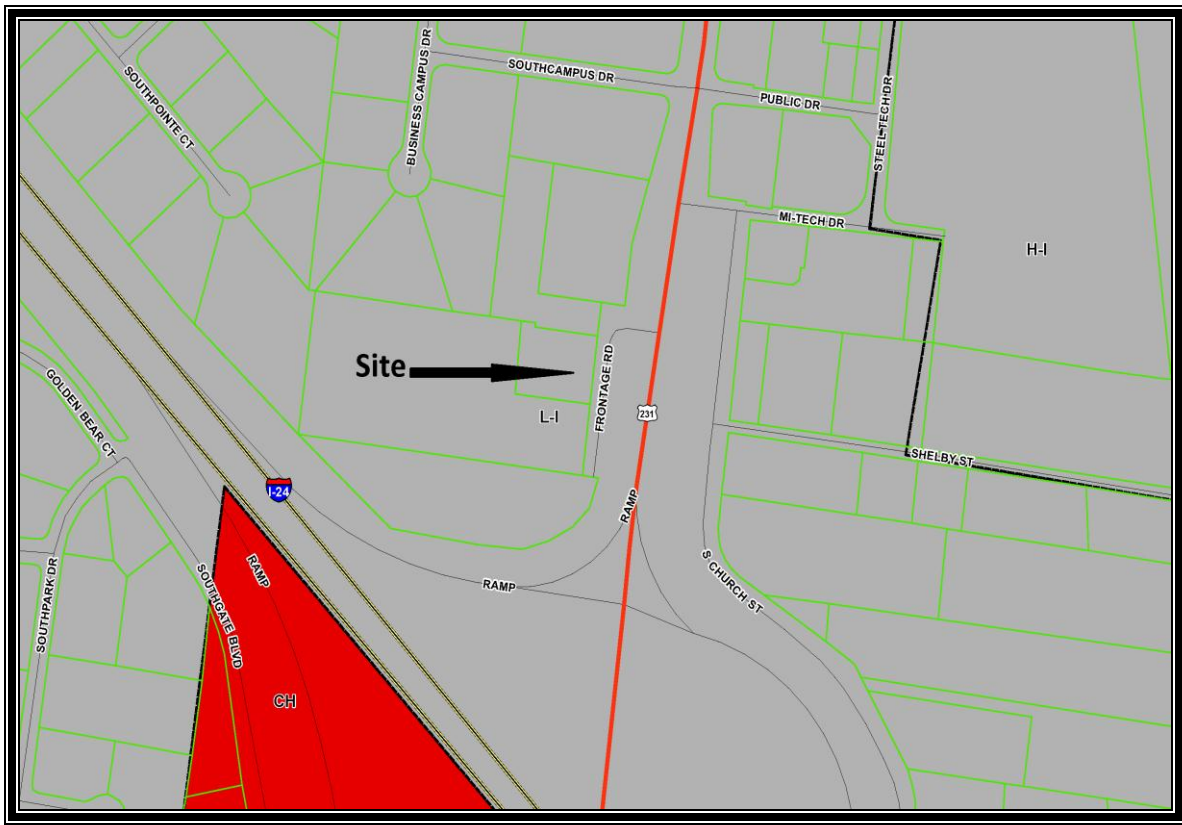 SOUTHCAMPUS DR
BUSINESS CAMPUS DR
SOUTHPOINTE CT
PUBLIC DR
STEEL TECH DR
MI-TECH DR
H-I
Site
FRONTAGE RD
L-I
231
GOLDEN BEAR CT
SHELBY ST
I-24
RAMP
RAMP
RAMP
S CHURCH ST
SOUTHPARK DR
SOUTHGATE BLVD
CH